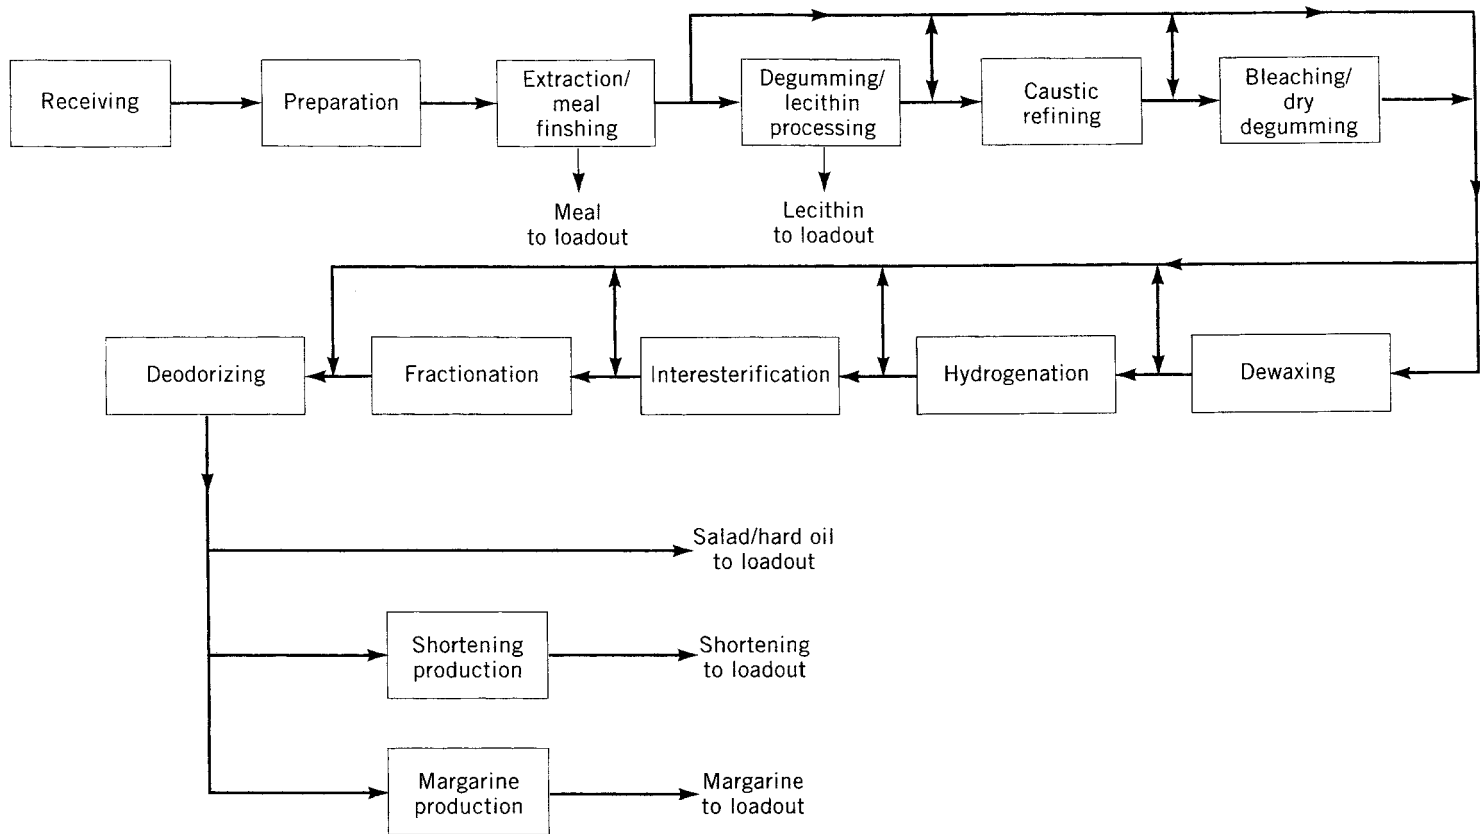 Receiving
Preparation
Extraction/
meal
finshing
Degumming/
lecithin
processing
Caustic
refining
Bleaching/
dry
degumming
Meal
to loadout
Lecithin
to loadout
Deodorizing
Fractionation
Interesterification
Hydrogenation
Dewaxing
Salad/hard oil
to loadout
Shortening
production
Shortening
to loadout
Margarine
production
Margarine
to loadout